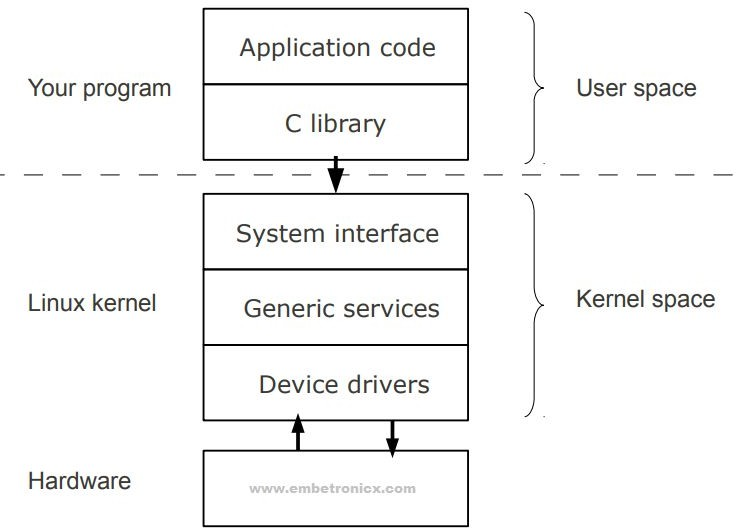 Application code
Your program
User space
C library
System interface
Linux kernel
Generic services
Kernel space
Device drivers
Hardware
www.embetronicx.com